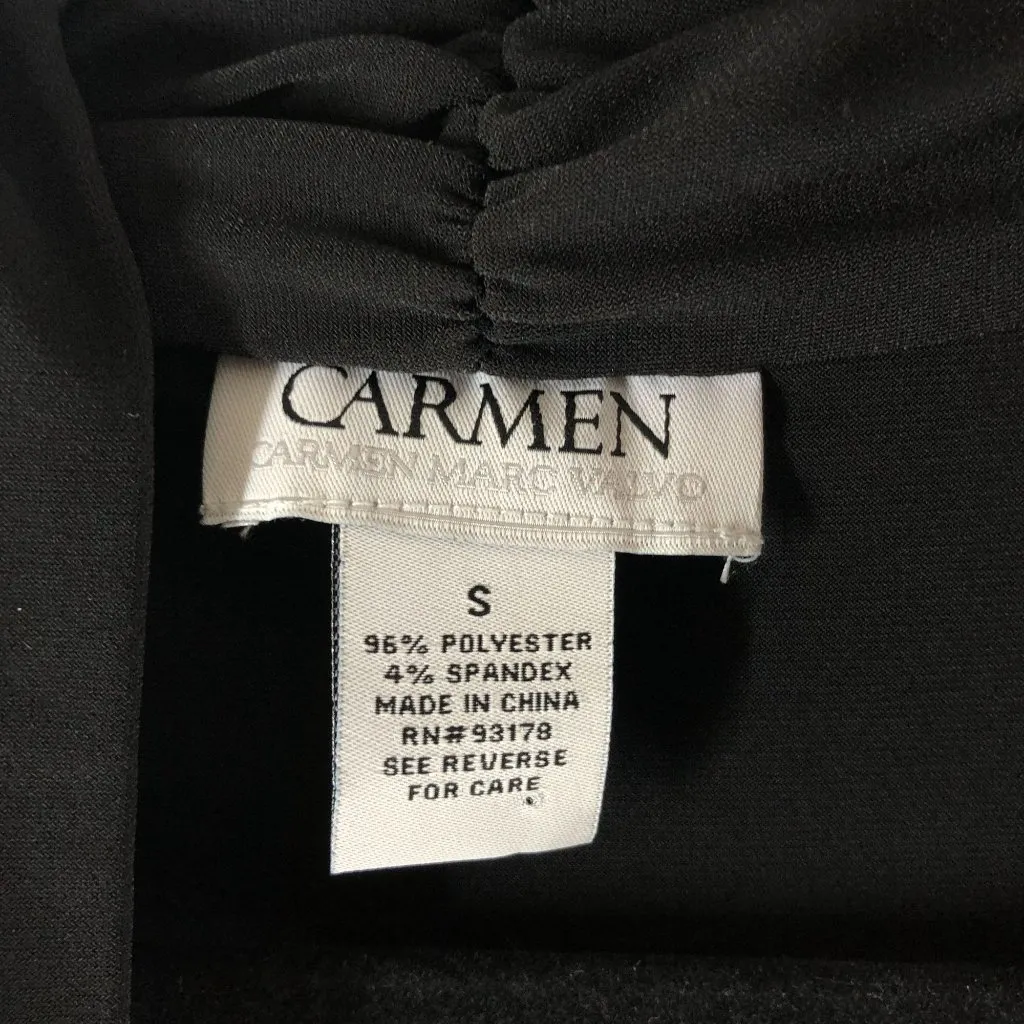 CARMEN
CARMEN MARC VALVO
S
96% POLYESTER
4% SPANDEX
MADE IN CHINA
RN#93178
SEE REVERSE
FOR CARE